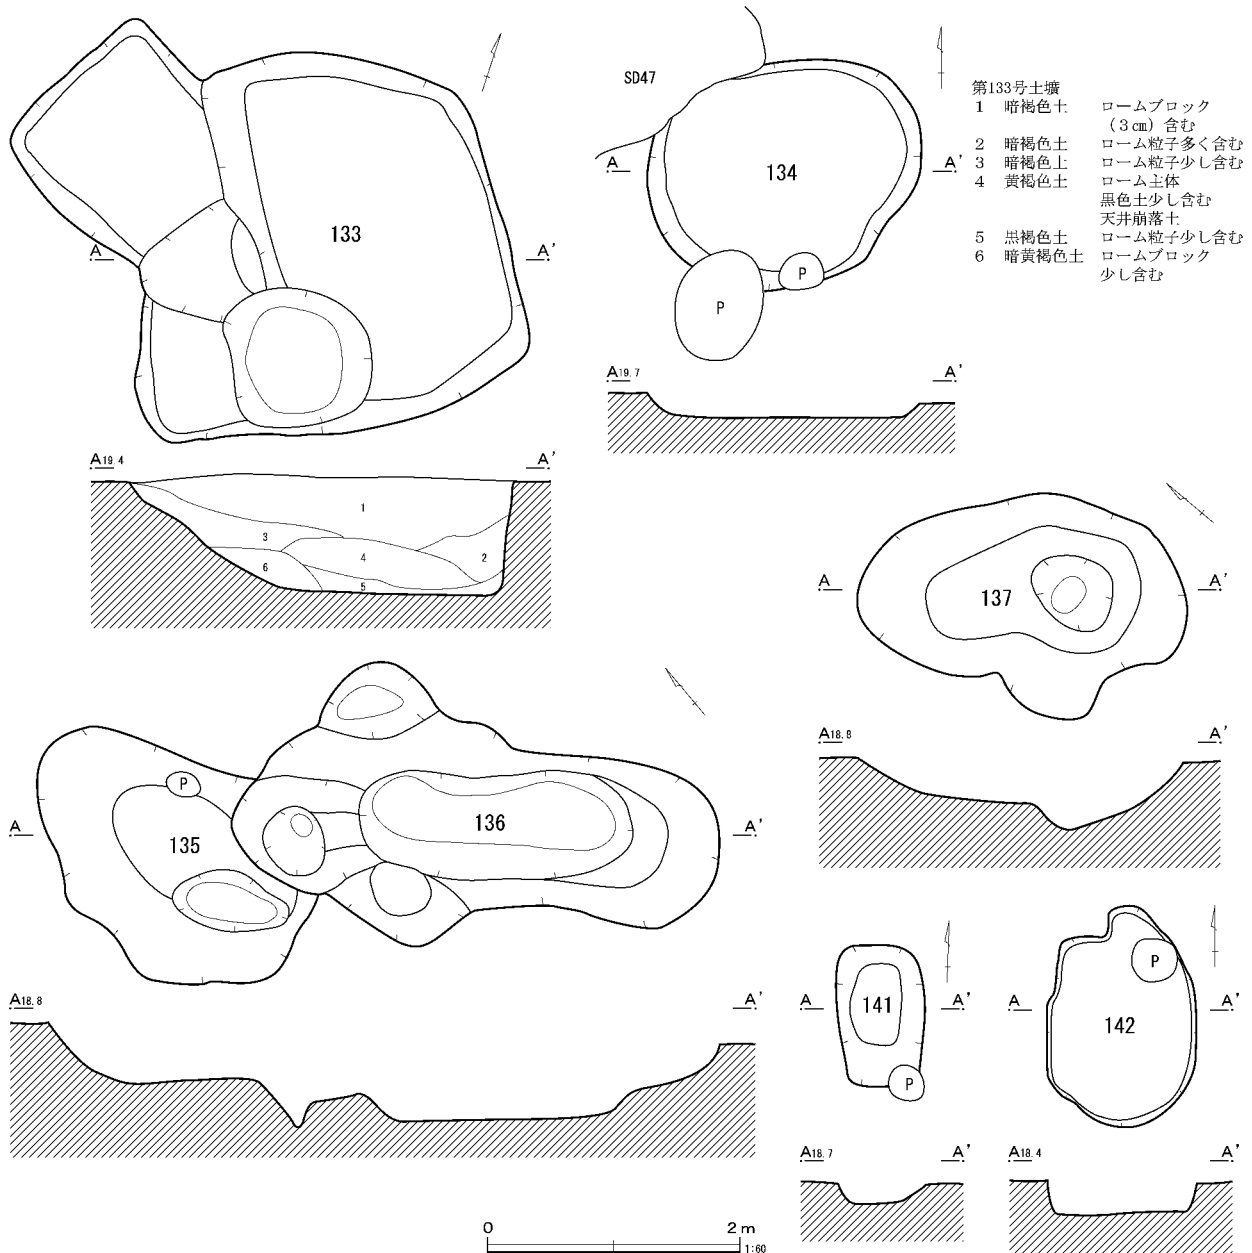 SD47
第133号土壙
1 暗褐色土 ロームブロック
(3㎝)含む
2 暗褐色土 ローム粒子多く含む
3 暗褐色土 ローム粒子少し含む
4 黄褐色土 ローム主体
黒色土少し含む
天井崩落土
5 黒褐色土 ローム粒子少し含む
6 暗黄褐色土 ロームブロック
少し含む
133
A A'
134
A A'
P
P
A19.7 A'
A19.4 A'
1
3
4
2
6
5
137
A A'
A18.8 A'
P
135
136
A A'
A18.8 A'
141
A A'
P
A18.7 A'
P
142
A A'
A18.4 A'
0 2m
1:60